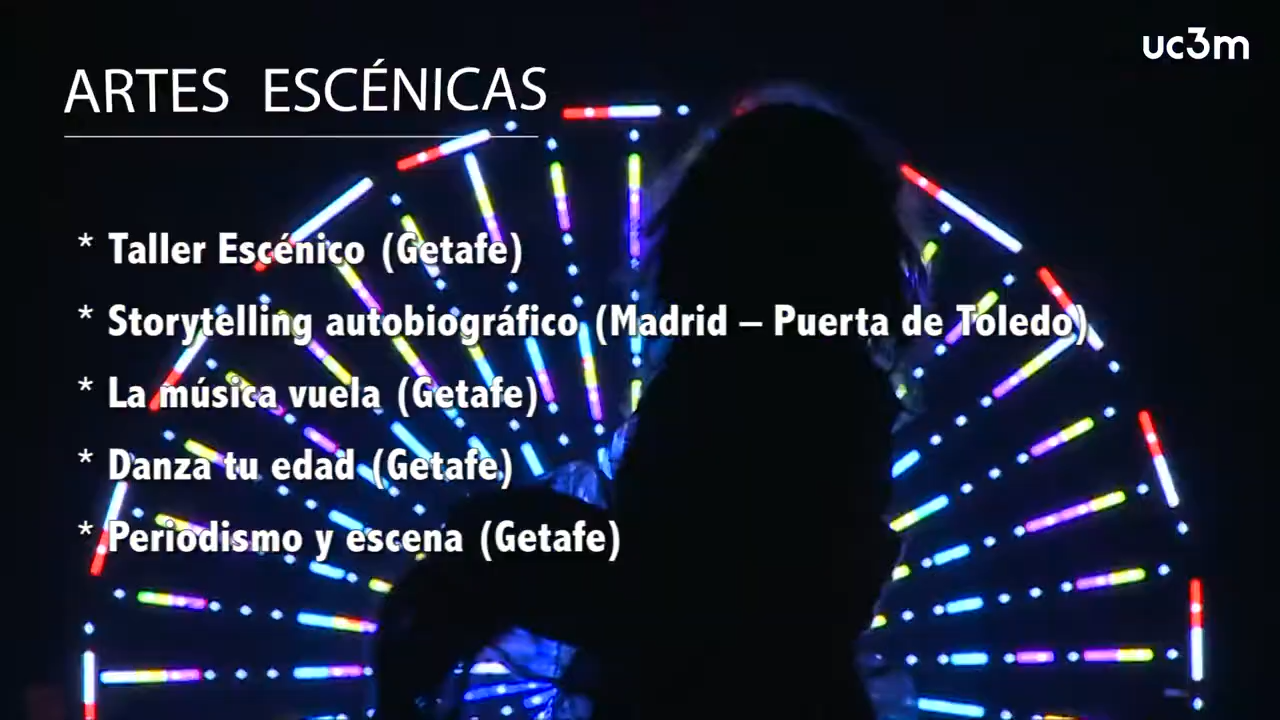 uc3m
ARTES ESCÉNICAS
* Taller Escénico (Getafe)
* Storytelling autobiográfico (Madrid – Puerta de Toledo)
* La música vuela (Getafe)
* Danza tu edad (Getafe)
* Periodismo y escena (Getafe)